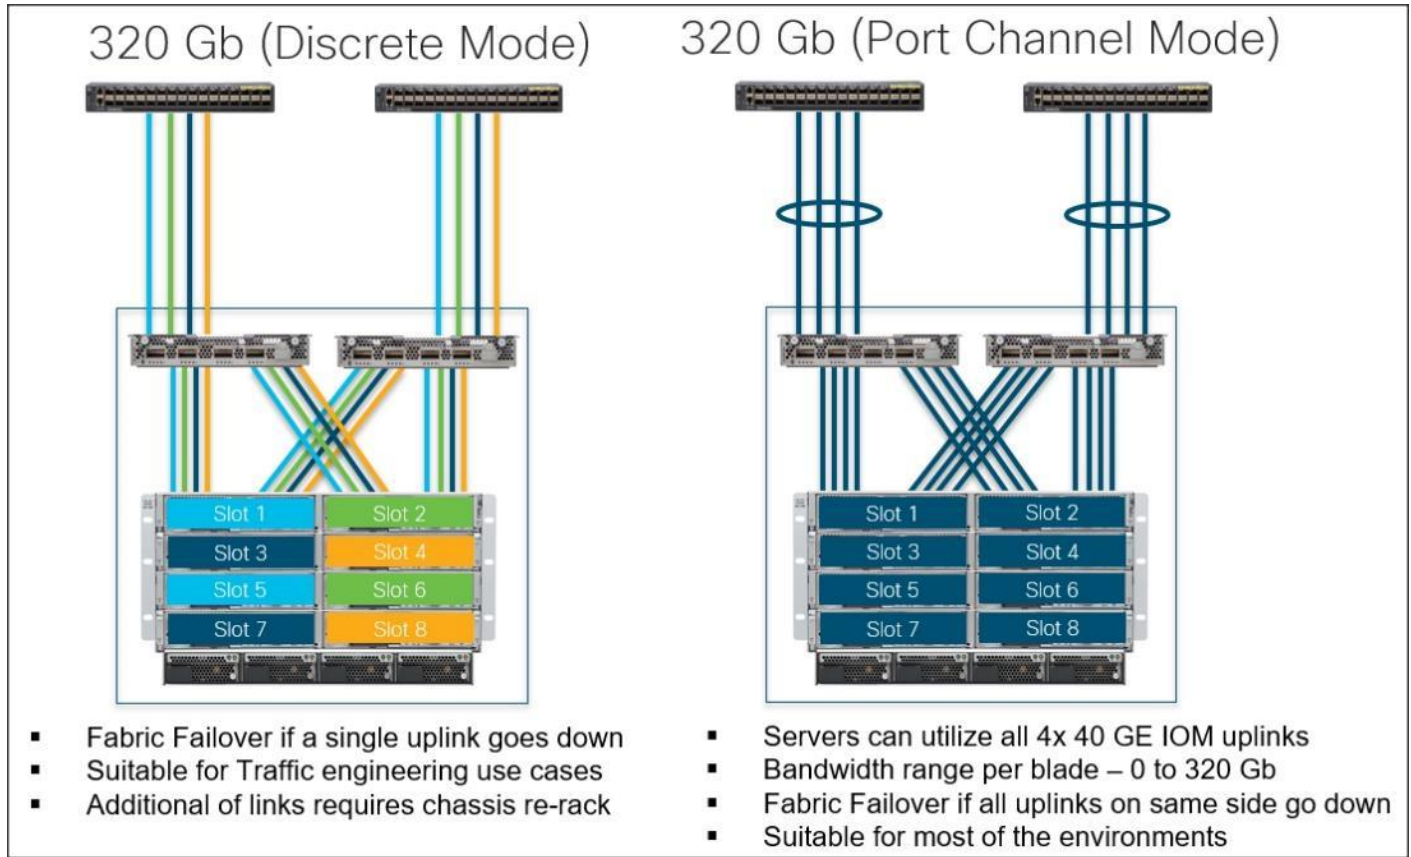 320 Gb (Discrete Mode)
Slot 1
Slot 2
Slot 3
Slot 4
Slot 5
Slot 6
Slot 7
Slot 8
▪ Fabric Failover if a single uplink goes down
▪ Suitable for Traffic engineering use cases
▪ Additional of links requires chassis re-rack
320 Gb (Port Channel Mode)
Slot 1
Slot 2
Slot 3
Slot 4
Slot 5
Slot 6
Slot 7
Slot 8
▪ Servers can utilize all 4x 40 GE IOM uplinks
▪ Bandwidth range per blade – 0 to 320 Gb
▪ Fabric Failover if all uplinks on same side go down
▪ Suitable for most of the environments